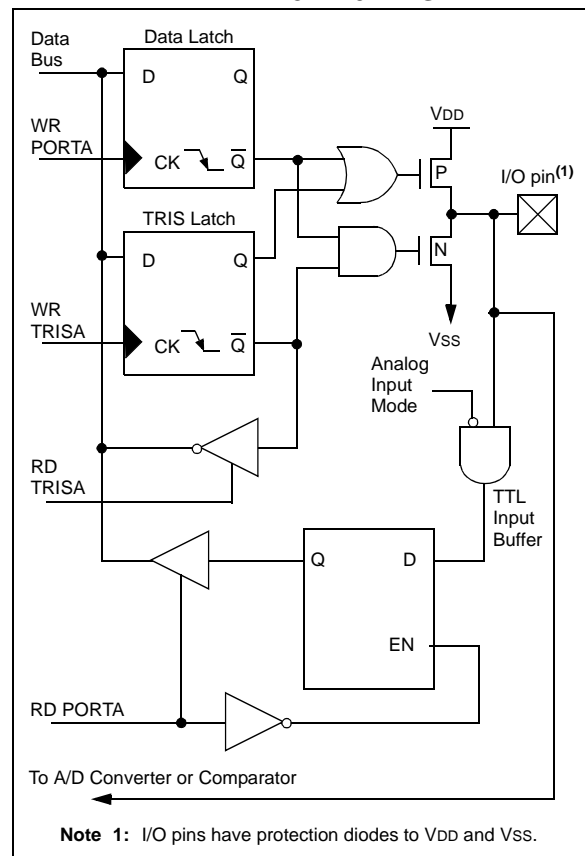 Data
Bus
Data Latch
D
Q
WR
PORTA
CK
Q
VDD
P
I/O pin(1)
TRIS Latch
D
Q
N
WR
TRISA
CK
Q
VSS
Analog
Input
Mode
RD
TRISA
TTL
Input
Buffer
Q
D
EN
RD PORTA
To A/D Converter or Comparator
Note 1: I/O pins have protection diodes to VDD and VSS.